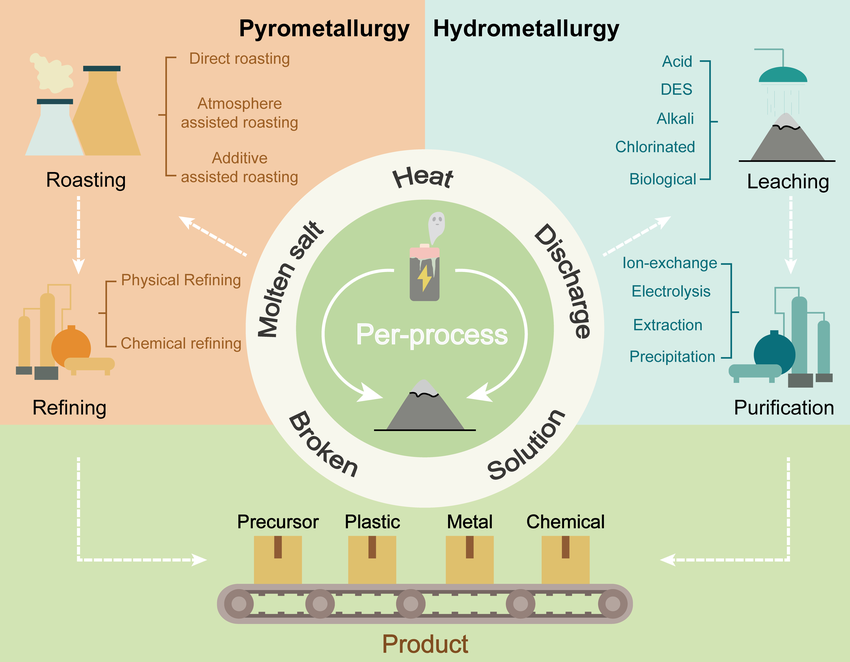 Pyrometallurgy
Hydrometallurgy
Direct roasting
Atmosphere
assisted roasting
Additive
assisted roasting
Roasting
Physical Refining
Chemical refining
Refining
Acid
DES
Alkali
Chlorinated
Biological
Leaching
Ion-exchange
Electrolysis
Extraction
Precipitation
Purification
Heat
Discharge
Solution
Broken
Molten salt
Per-process
Precursor
Plastic
Metal
Chemical
Product